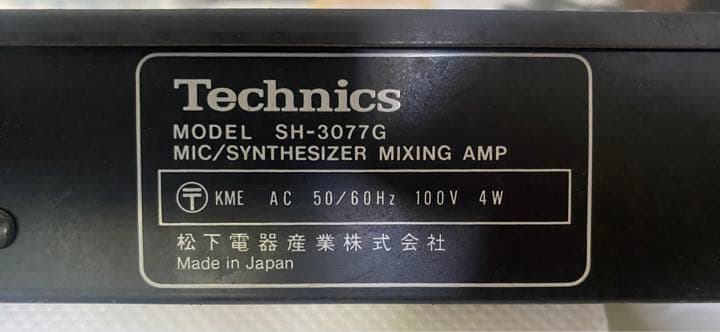 Technics
MODEL SH-3077G
MIC/SYNTHESIZER MIXING AMP
〒 KME AC 50/60Hz 100V 4W
松下電器産業株式会社
Made in Japan